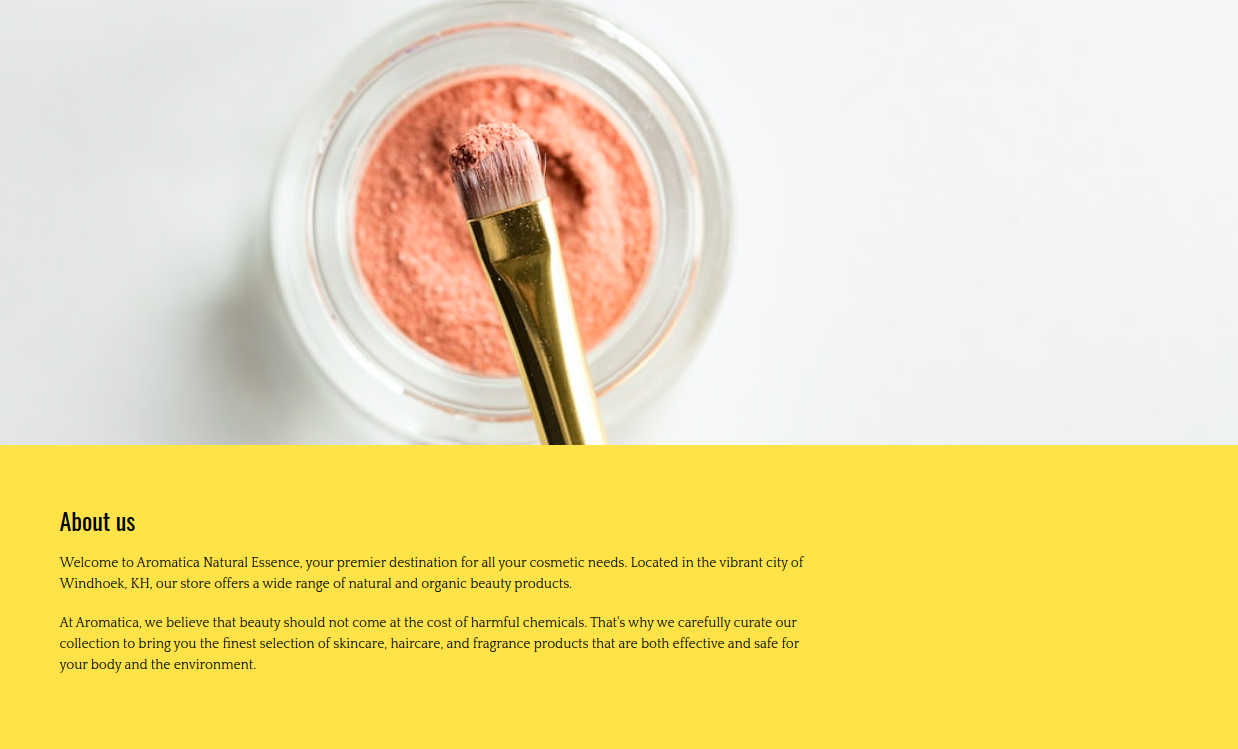 About us
Welcome to Aromatica Natural Essence, your premier destination for all your cosmetic needs. Located in the vibrant city of
Windhoek, KH, our store offers a wide range of natural and organic beauty products.
At Aromatica, we believe that beauty should not come at the cost of harmful chemicals. That's why we carefully curate our
collection to bring you the finest selection of skincare, haircare, and fragrance products that are both effective and safe for
your body and the environment.